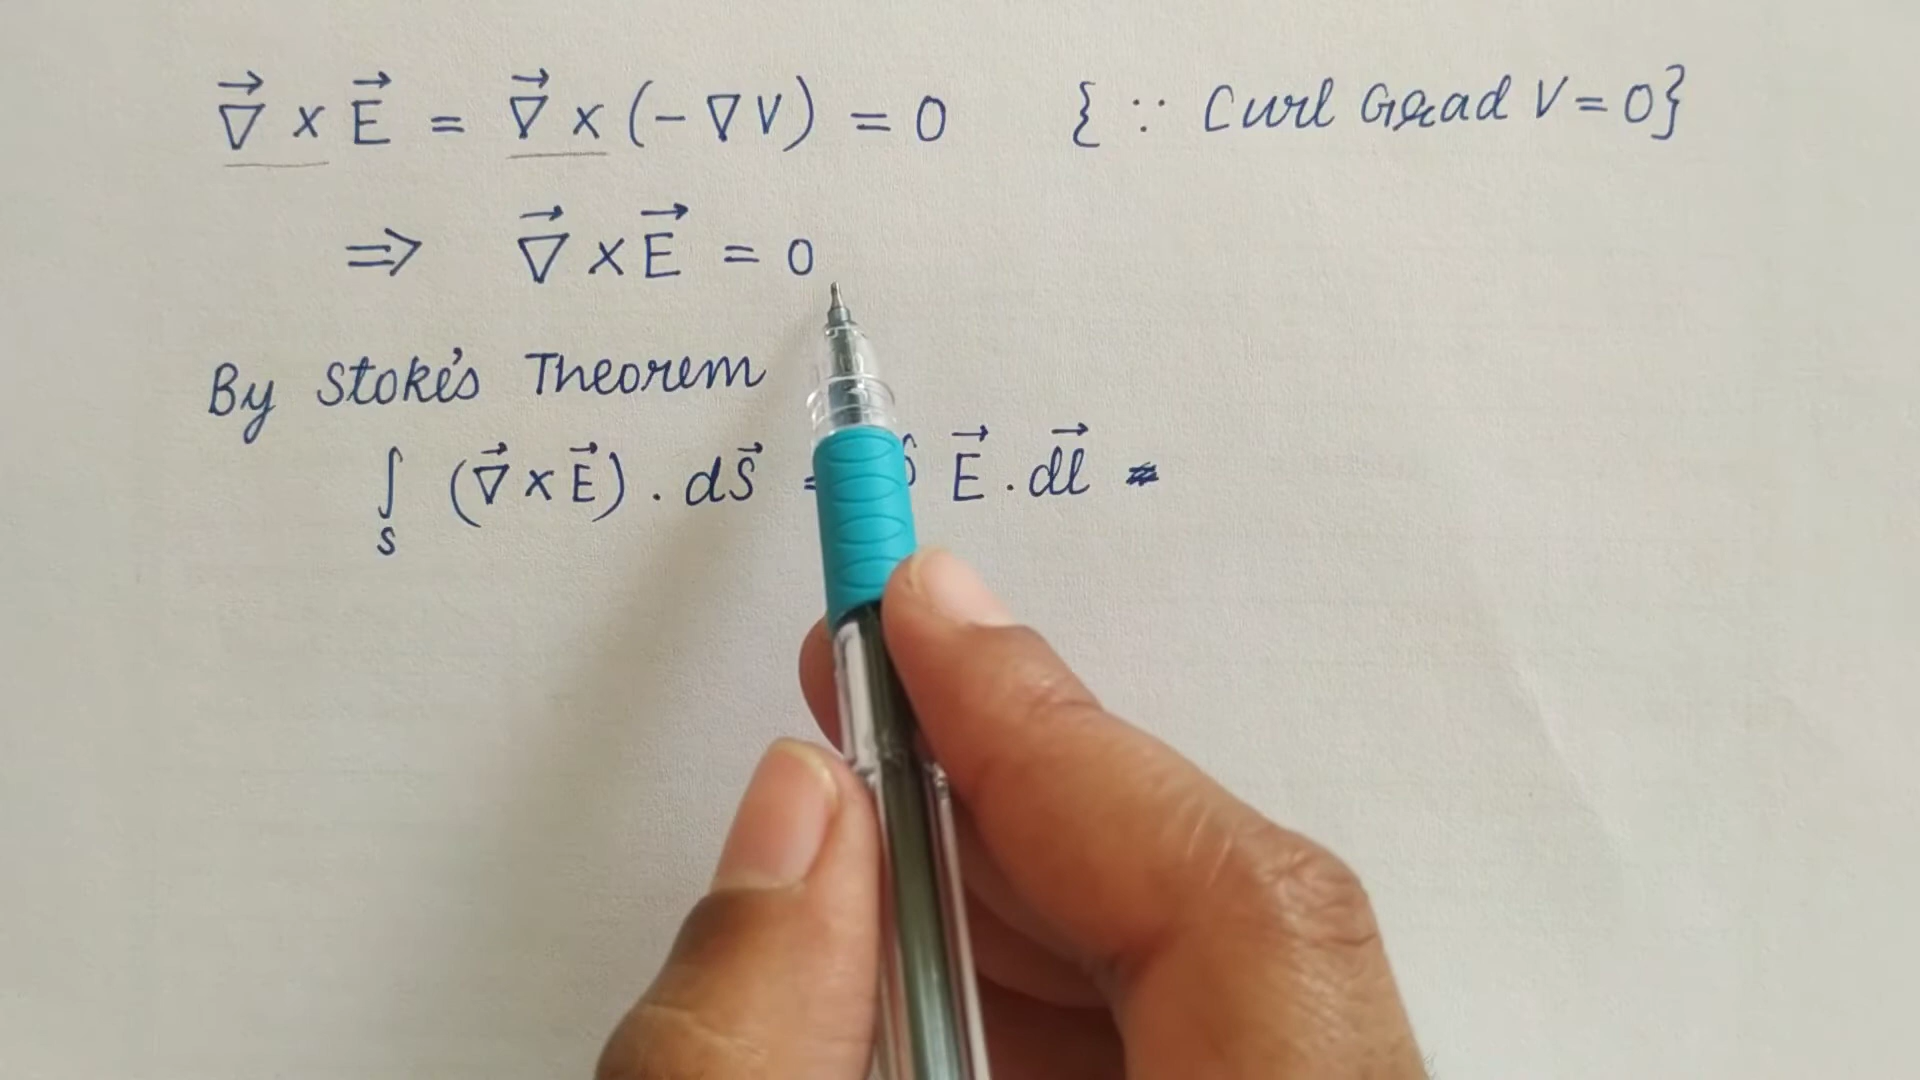 ∇⃗ × E⃗ = ∇⃗ × (- ∇V) = 0 {∵ Curl Grad V = 0}
⇒ ∇⃗ × E⃗ = 0
By Stoke's Theorem
∫ (∇⃗ × E⃗) . dS⃗ = E⃗ . dl⃗
S